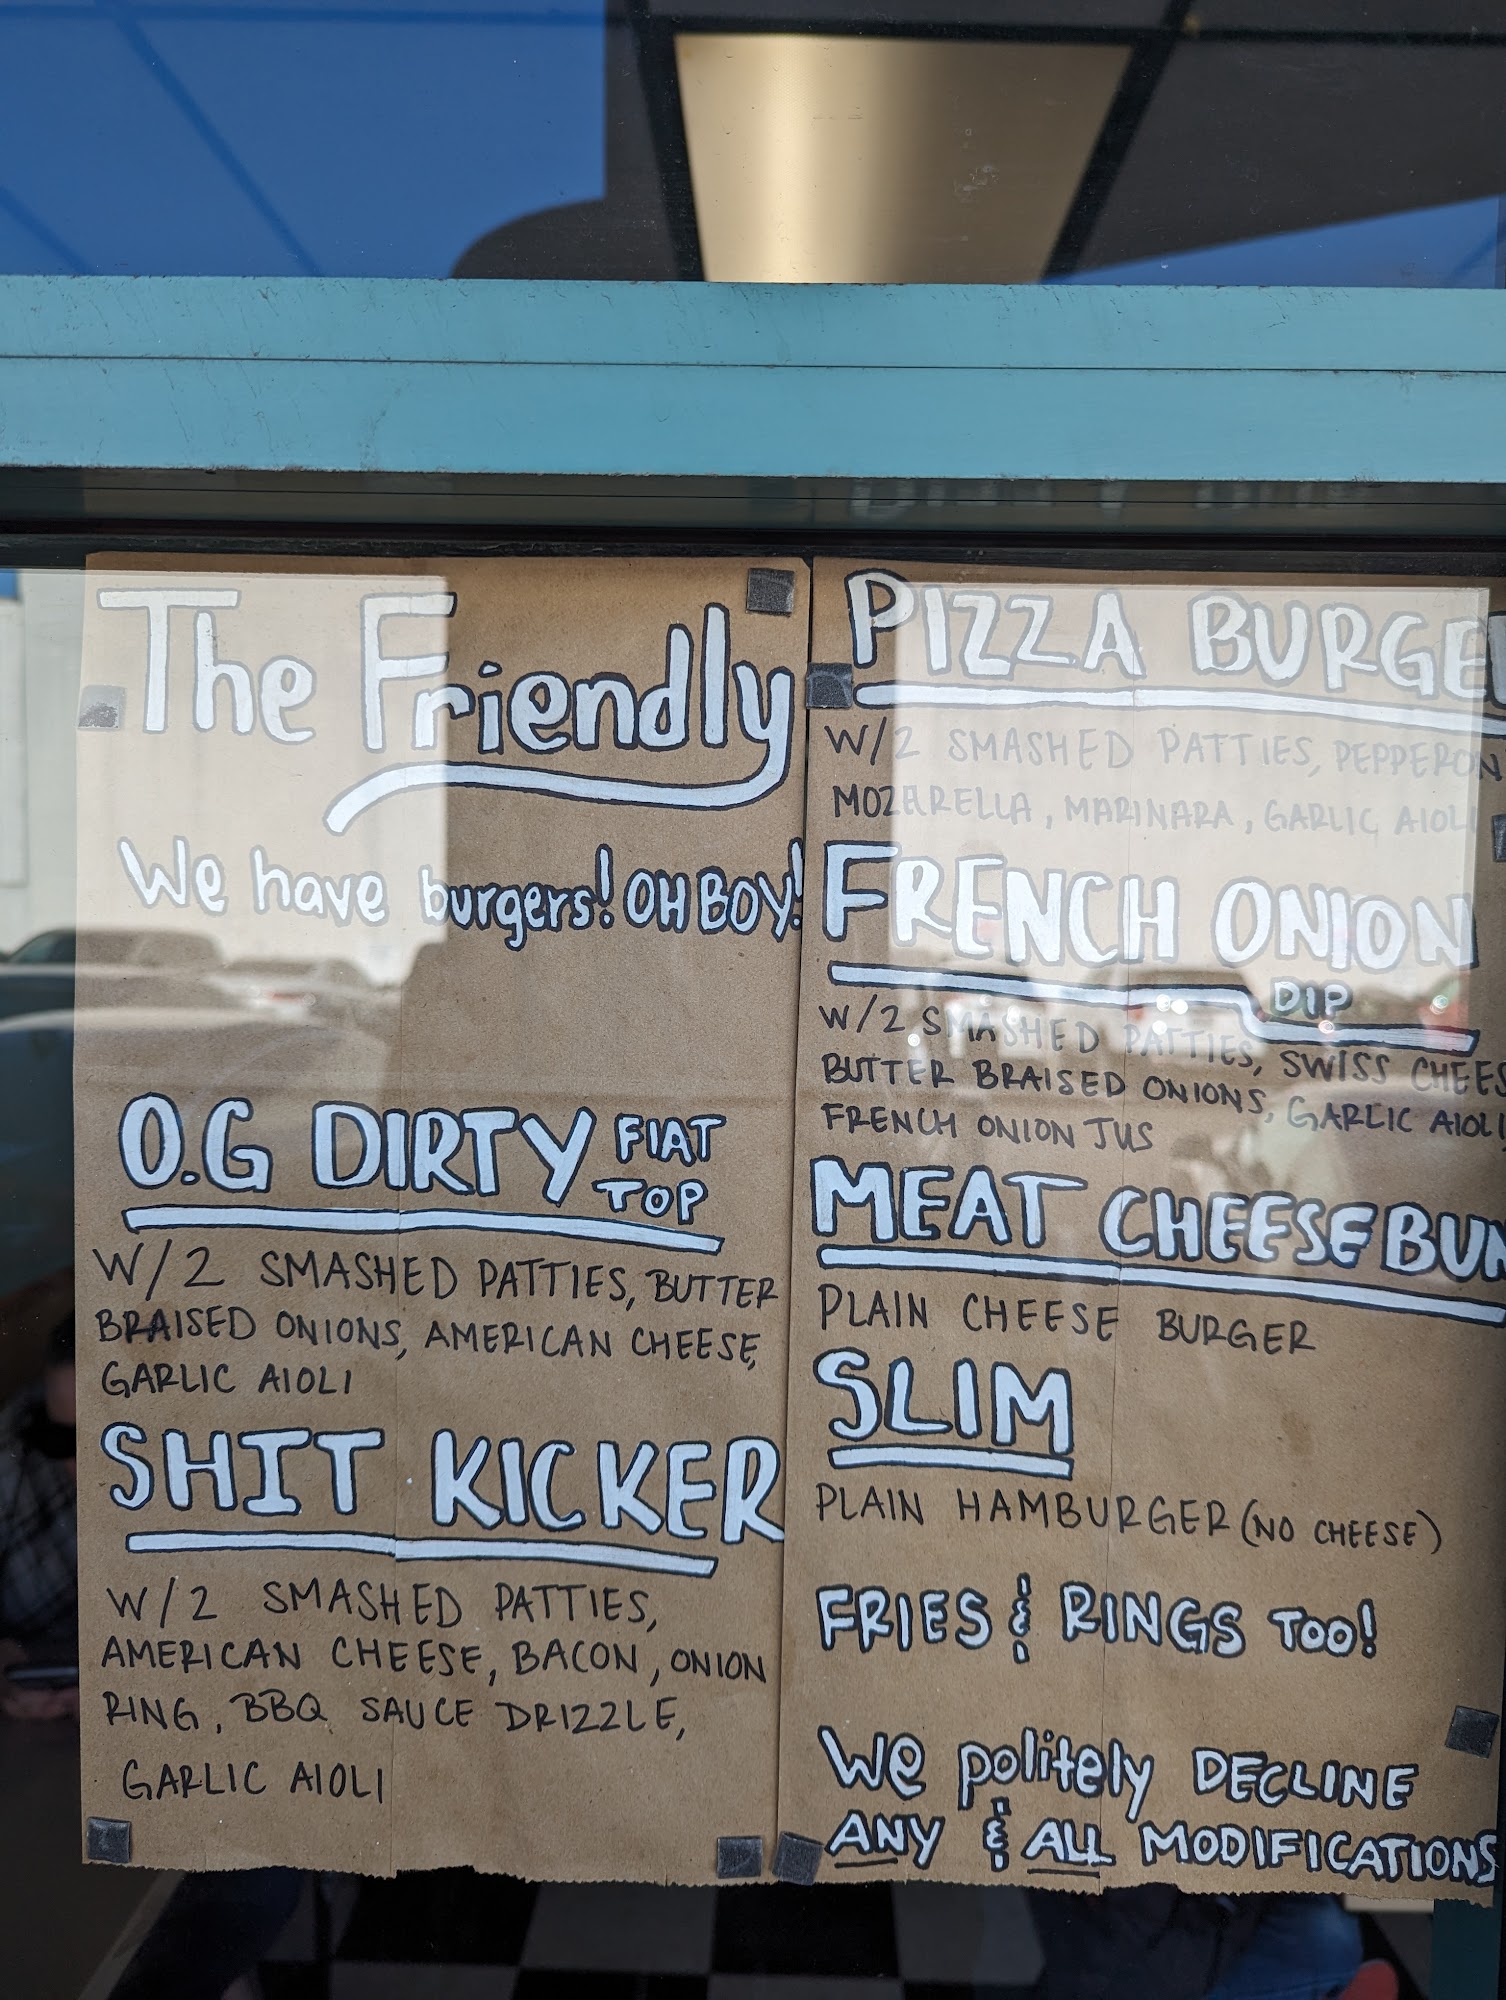 The Friendly
We have burgers! OH BOY!
O.G DIRTY FLAT
TOP
W/2 SMASHED PATTIES, BUTTER
BRAISED ONIONS, AMERICAN CHEESE,
GARLIC AIOLI
SHIT KICKER
W/2 SMASHED PATTIES,
AMERICAN CHEESE, BACON, ONION
RING, BBQ SAUCE DRIZZLE,
GARLIC AIOLI
PIZZA BURGE
W/2 SMASHED PATTIES, PEPPERON
MOZARELLA, MARINARA, GARLIC AIOLI
FRENCH ONION
DIP
W/2 SMASHED PATTIES, SWISS CHEES
BUTTER BRAISED ONIONS, GARLIC AIOLI,
FRENCH ONION JUS
MEAT CHEESE BUN
PLAIN CHEESE BURGER
SLIM
PLAIN HAMBURGER (NO CHEESE)
FRIES & RINGS TOO!
We politely DECLINE
ANY & ALL MODIFICATIONS